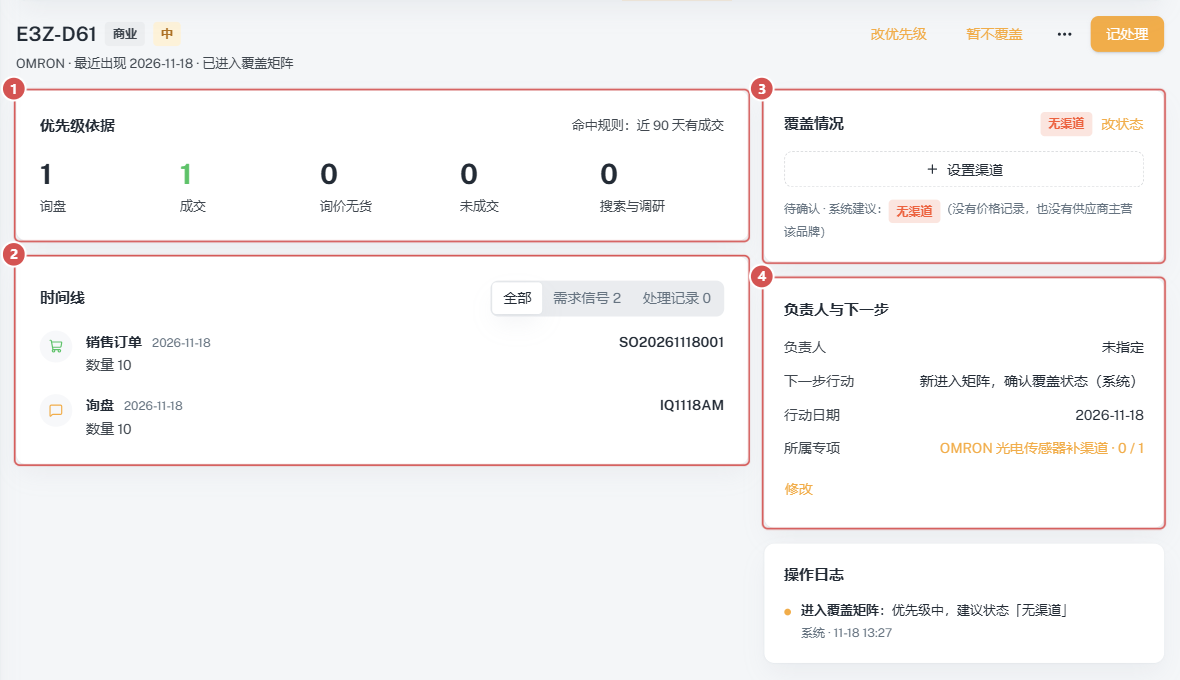 E3Z-D61 商业 中 改优先级 暂不覆盖 ··· 记处理
OMRON · 最近出现 2026-11-18 · 已进入覆盖矩阵
1
优先级依据 命中规则：近 90 天有成交
1 1 0 0 0
询盘 成交 询价无货 未成交 搜索与调研
2
时间线 全部 需求信号 2 处理记录 0
销售订单 2026-11-18 SO20261118001
数量 10
询盘 2026-11-18 IQ1118AM
数量 10
3
覆盖情况 无渠道 改状态
+ 设置渠道
待确认 · 系统建议： 无渠道 （没有价格记录，也没有供应商主营
该品牌）
4
负责人与下一步
负责人 未指定
下一步行动 新进入矩阵，确认覆盖状态（系统）
行动日期 2026-11-18
所属专项 OMRON 光电传感器补渠道 · 0 / 1
修改
操作日志
进入覆盖矩阵：优先级中，建议状态「无渠道」
系统 · 11-18 13:27